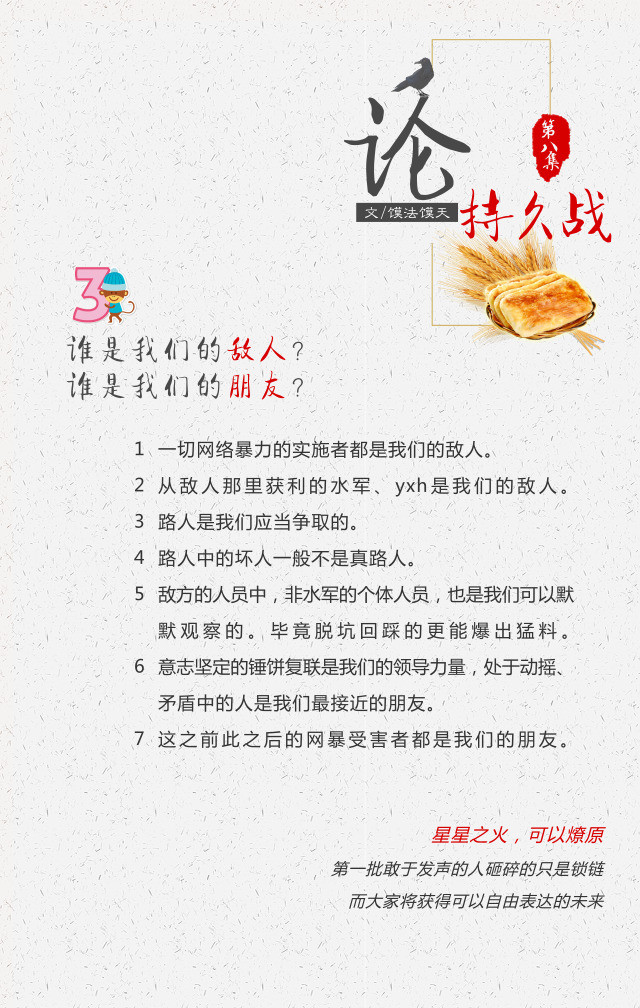 论
第八集
文/馍法馍天
持久战
3
谁是我们的敌人？
谁是我们的朋友？
1 一切网络暴力的实施者都是我们的敌人。
2 从敌人那里获利的水军、yxh是我们的敌人。
3 路人是我们应当争取的。
4 路人中的坏人一般不是真路人。
5 敌方的人员中，非水军的个体人员，也是我们可以默
默观察的。毕竟脱坑回踩的更能爆出猛料。
6 意志坚定的锤饼复联是我们的领导力量，处于动摇、
矛盾中的人是我们最接近的朋友。
7 这之前此之后的网暴受害者都是我们的朋友。
星星之火，可以燎原
第一批敢于发声的人砸碎的只是锁链
而大家将获得可以自由表达的未来